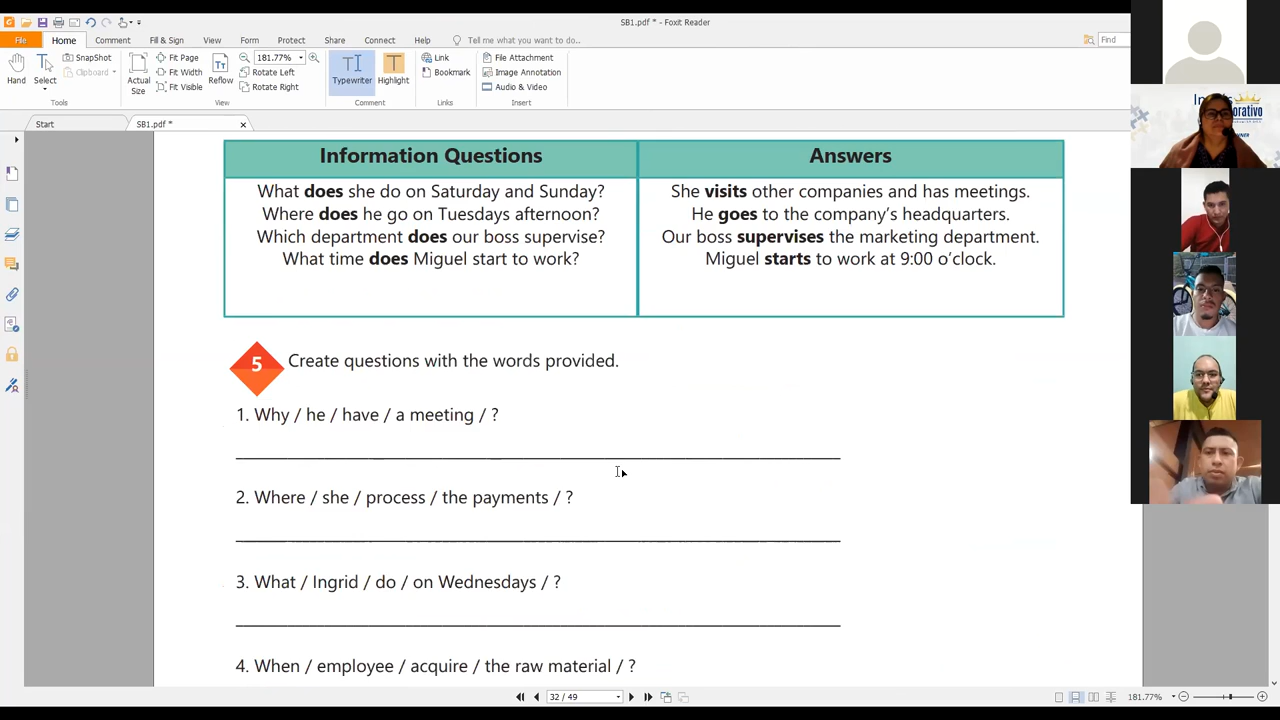 SB1.pdf * - Foxit Reader
File Home Comment Fill & Sign View Form Protect Share Connect Help Tell me what you want to do.. Find
SnapShot
Clipboard
Hand
Select
Actual
Size
Fit Page
Fit Width
Fit Visible
Reflow
181.77%
Rotate Left
Rotate Right
Typewriter
Highlight
Link
Bookmark
File Attachment
Image Annotation
Audio & Video
Tools View Comment Links Insert
Start SB1.pdf *
Information Questions
What does she do on Saturday and Sunday?
Where does he go on Tuesdays afternoon?
Which department does our boss supervise?
What time does Miguel start to work?
Answers
She visits other companies and has meetings.
He goes to the company's headquarters.
Our boss supervises the marketing department.
Miguel starts to work at 9:00 o'clock.
5 Create questions with the words provided.
1. Why / he / have / a meeting / ?
2. Where / she / process / the payments / ?
3. What / Ingrid / do / on Wednesdays / ?
4. When / employee / acquire / the raw material / ?
32 / 49
181.77%